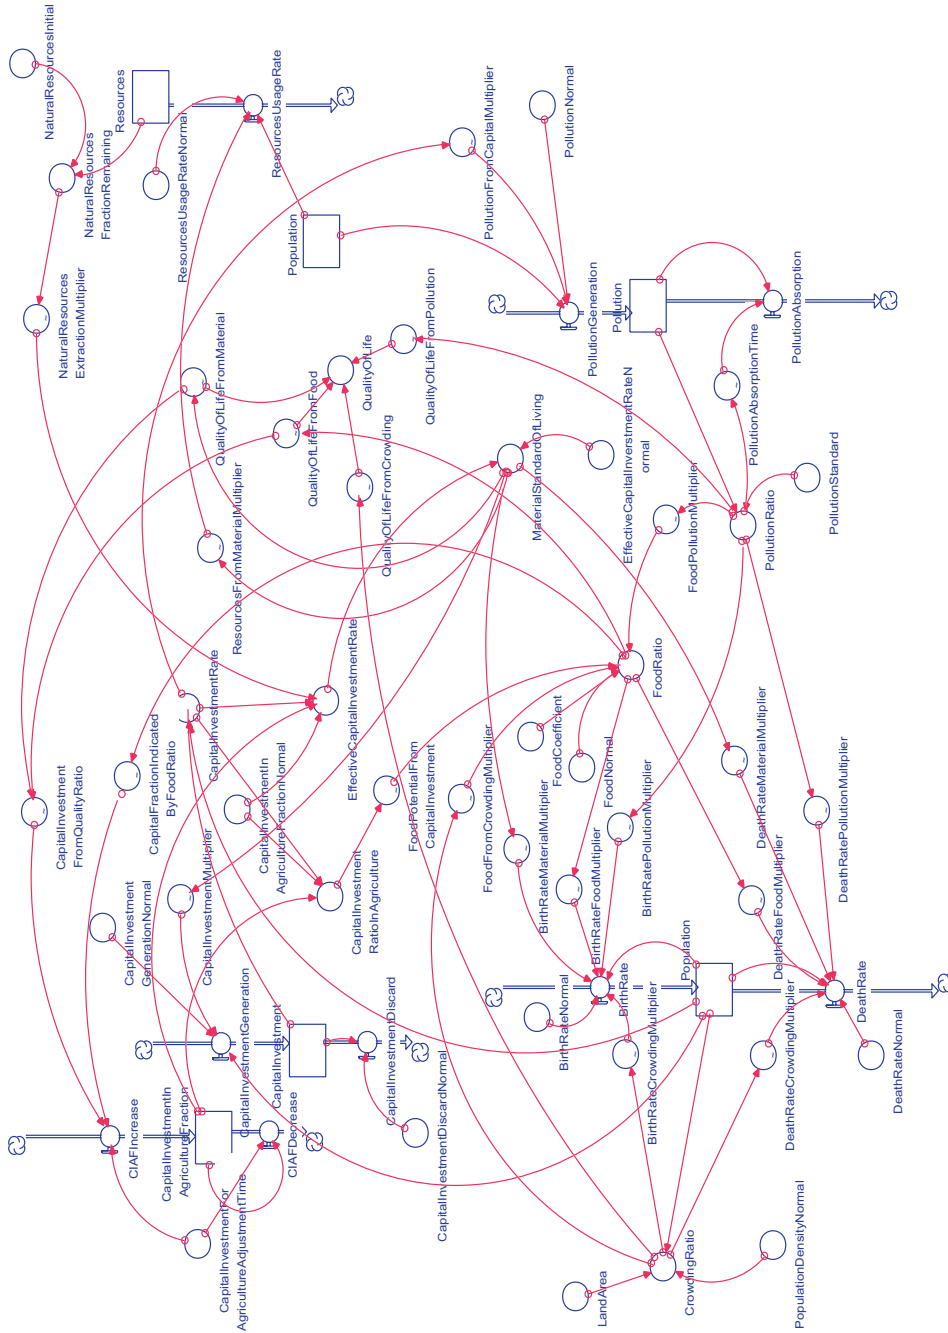 NaturalResourcesInitial
Resources
NaturalResources
FractionRemaining
ResourcesUsageRateNormal
ResourcesUsageRate
Population
NaturalResources
ExtractionMultiplier
PollutionFromCapitalMultiplier
PollutionNormal
PollutionGeneration
Pollution
PollutionAbsorption
PollutionAbsorptionTime
QualityOfLifeFromMaterial
QualityOfLifeFromFood
QualityOfLife
QualityOfLifeFromPollution
QualityOfLifeFromCrowding
MaterialStandardOfLiving
EffectiveCapitalInvestmentRateN
ormal
FoodPollutionMultiplier
PollutionRatio
PollutionStandard
ResourcesFromMaterialMultiplier
CapitalInvestment
FromQualityRatio
CapitalFractionIndicated
ByFoodRatio
CapitalInvestmentRate
EffectiveCapitalInvestmentRate
FoodRatio
FoodCoefficient
FoodNormal
CapitalInvestmentIn
AgricultureFractionNormal
FoodPotentialFrom
CapitalInvestment
FoodFromCrowdingMultiplier
BirthRateMaterialMultiplier
BirthRateFoodMultiplier
BirthRatePollutionMultiplier
DeathRateMaterialMultiplier
DeathRatePollutionMultiplier
DeathRateFoodMultiplier
CapitalInvestment
GenerationNormal
CapitalInvestmentMultiplier
CapitalInvestment
RatioInAgriculture
CapitalInvestmentGeneration
CapitalInvestment
CapitalInvestmentDiscard
CapitalInvestmentDiscardNormal
BirthRateNormal
BirthRate
BirthRateCrowdingMultiplier
Population
DeathRateCrowdingMultiplier
DeathRate
DeathRateNormal
CIAFIncrease
CapitalInvestmentIn
AgricultureFraction
CIAFDecrease
CapitalInvestmentFor
AgricultureAdjustmentTime
LandArea
CrowdingRatio
PopulationDensityNormal